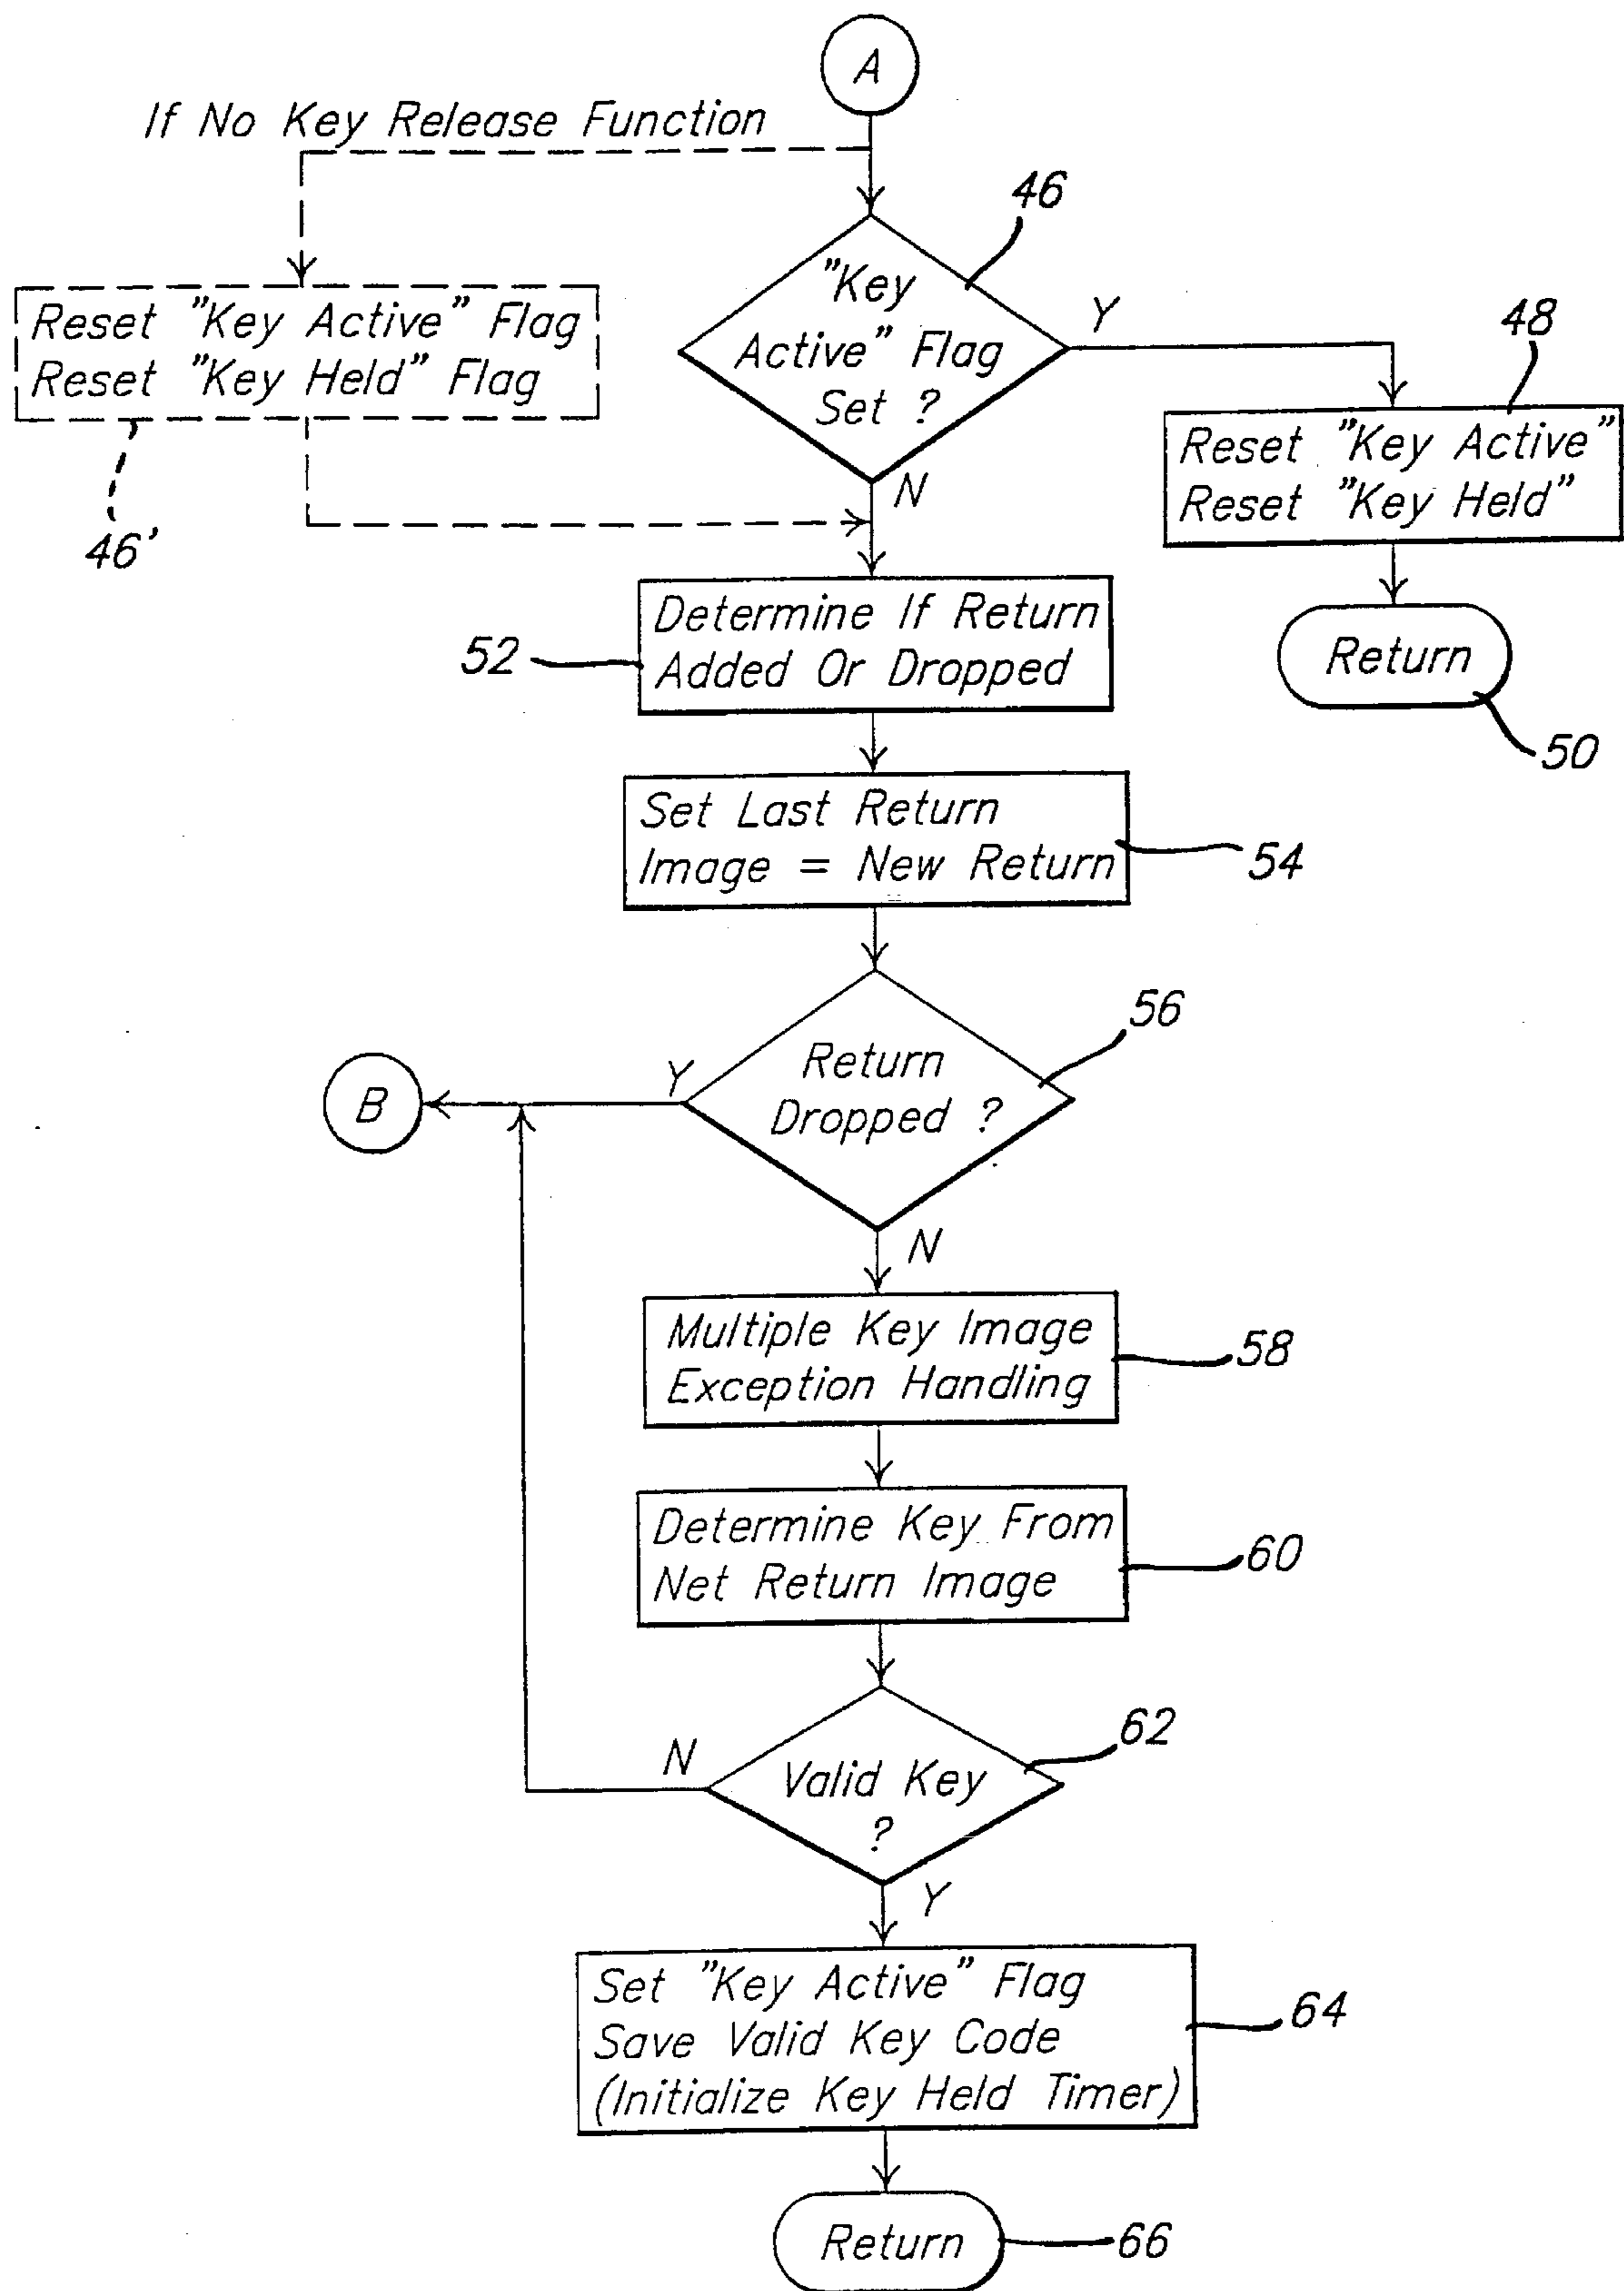 A
If No Key Release Function
46
"Key
Active" Flag
Set ?
Y
N
Reset "Key Active" Flag
Reset "Key Held" Flag
46'
48
Reset "Key Active"
Reset "Key Held"
Return
50
52
Determine If Return
Added Or Dropped
Set Last Return
Image = New Return
54
56
Return
Dropped ?
Y
B
N
Multiple Key Image
Exception Handling
58
Determine Key From
Net Return Image
60
62
Valid Key
?
N
Y
Set "Key Active" Flag
Save Valid Key Code
(Initialize Key Held Timer)
64
Return
66